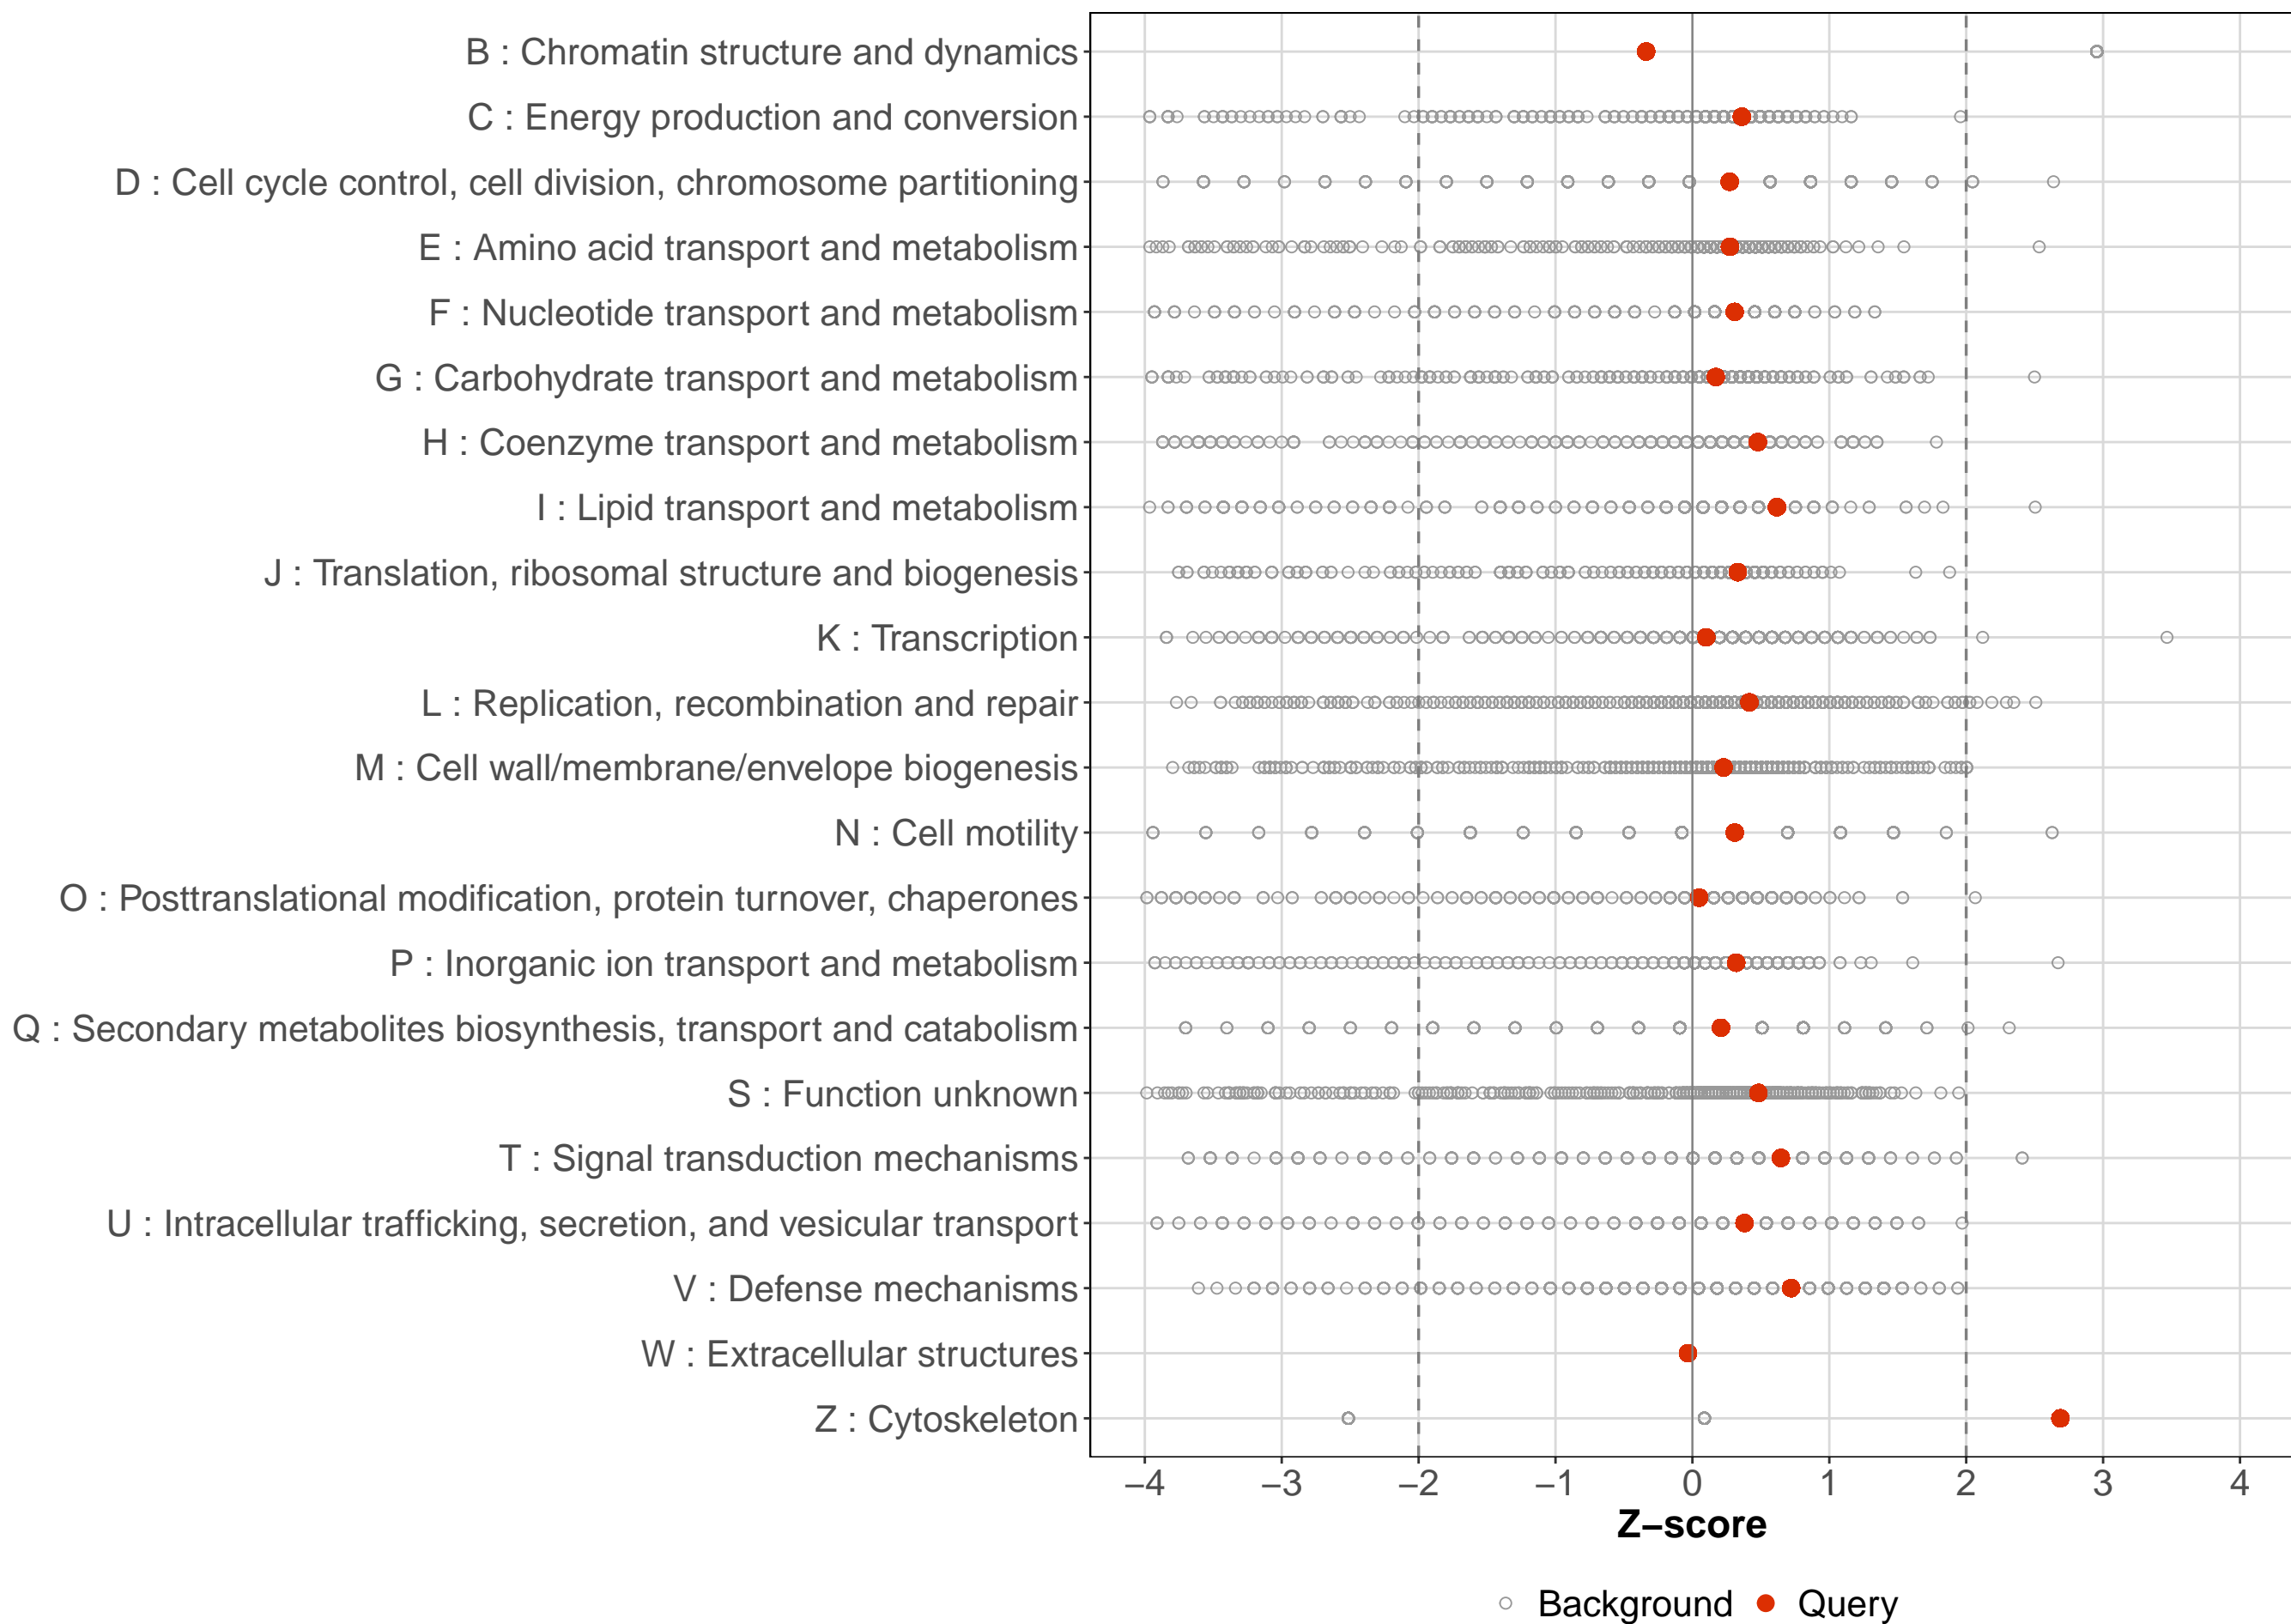 B : Chromatin structure and dynamics
C : Energy production and conversion
D : Cell cycle control, cell division, chromosome partitioning
E : Amino acid transport and metabolism
F : Nucleotide transport and metabolism
G : Carbohydrate transport and metabolism
H : Coenzyme transport and metabolism
I : Lipid transport and metabolism
J : Translation, ribosomal structure and biogenesis
K : Transcription
L : Replication, recombination and repair
M : Cell wall/membrane/envelope biogenesis
N : Cell motility
O : Posttranslational modification, protein turnover, chaperones
P : Inorganic ion transport and metabolism
Q : Secondary metabolites biosynthesis, transport and catabolism
S : Function unknown
T : Signal transduction mechanisms
U : Intracellular trafficking, secretion, and vesicular transport
V : Defense mechanisms
W : Extracellular structures
Z : Cytoskeleton
−4 −3 −2 −1 0 1 2 3 4
Z−score
Background Query